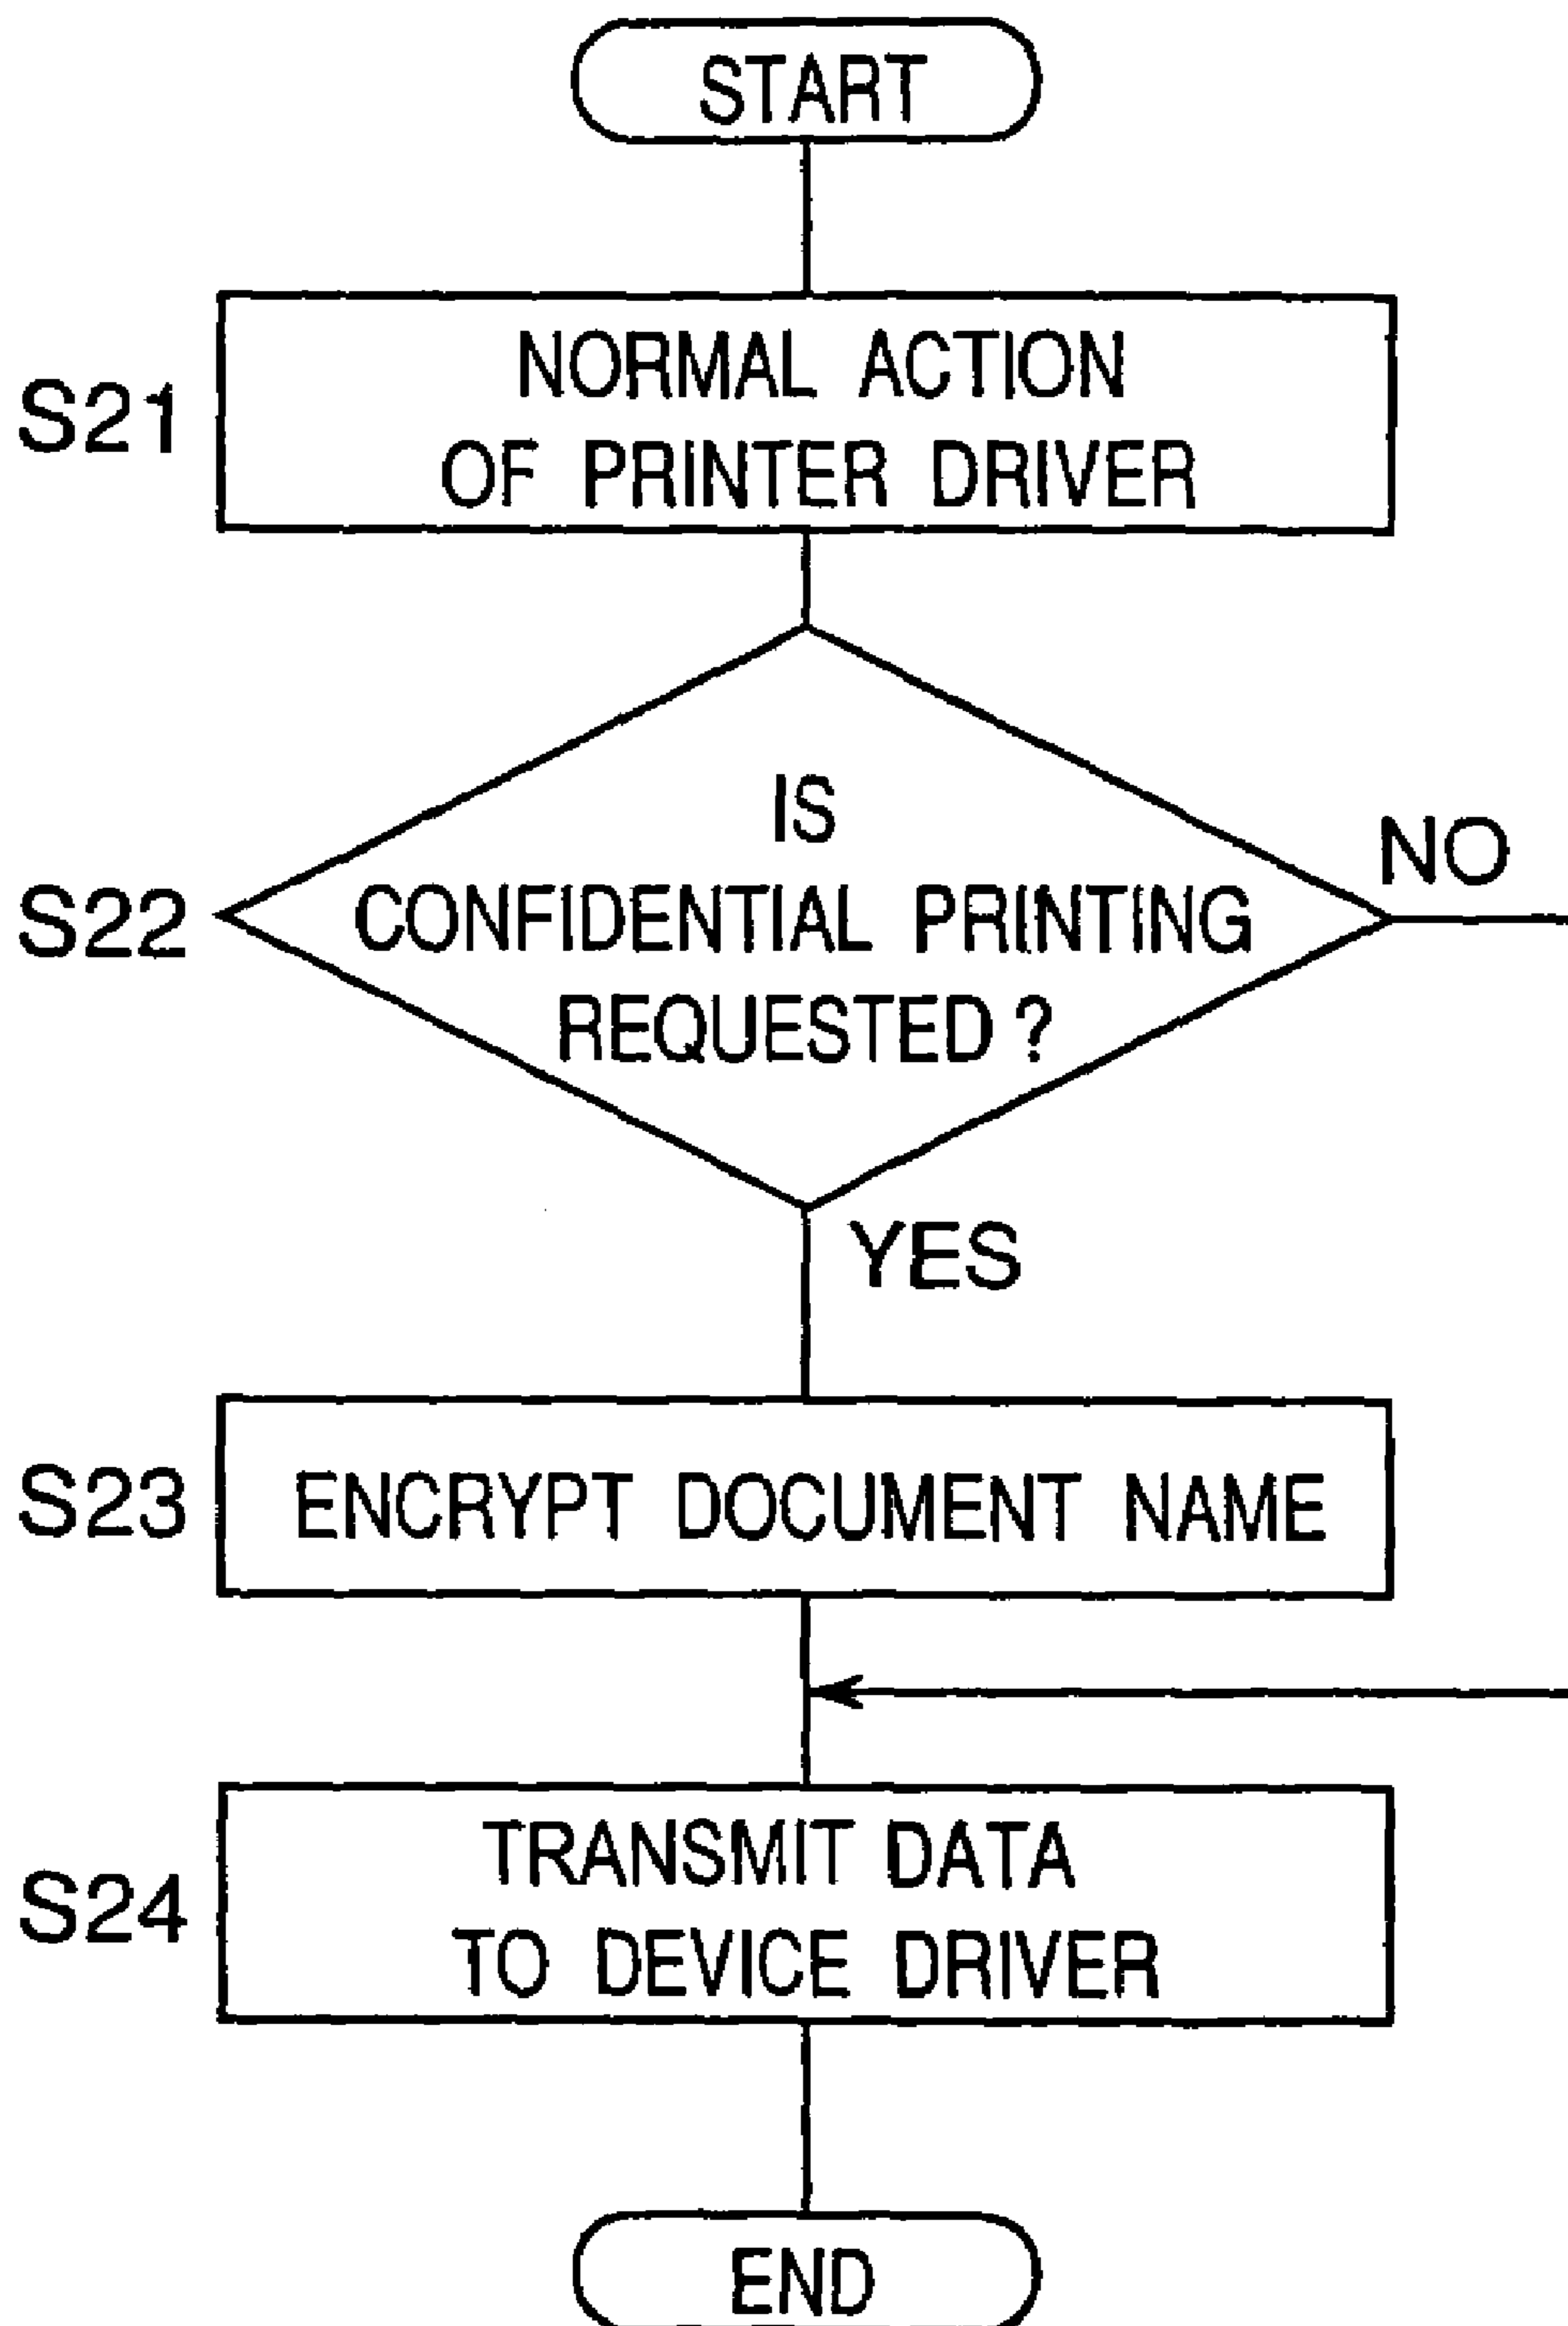 START
S21
NORMAL ACTION
OF PRINTER DRIVER
S22
IS
CONFIDENTIAL PRINTING
REQUESTED ?
NO
YES
S23
ENCRYPT DOCUMENT NAME
S24
TRANSMIT DATA
TO DEVICE DRIVER
END